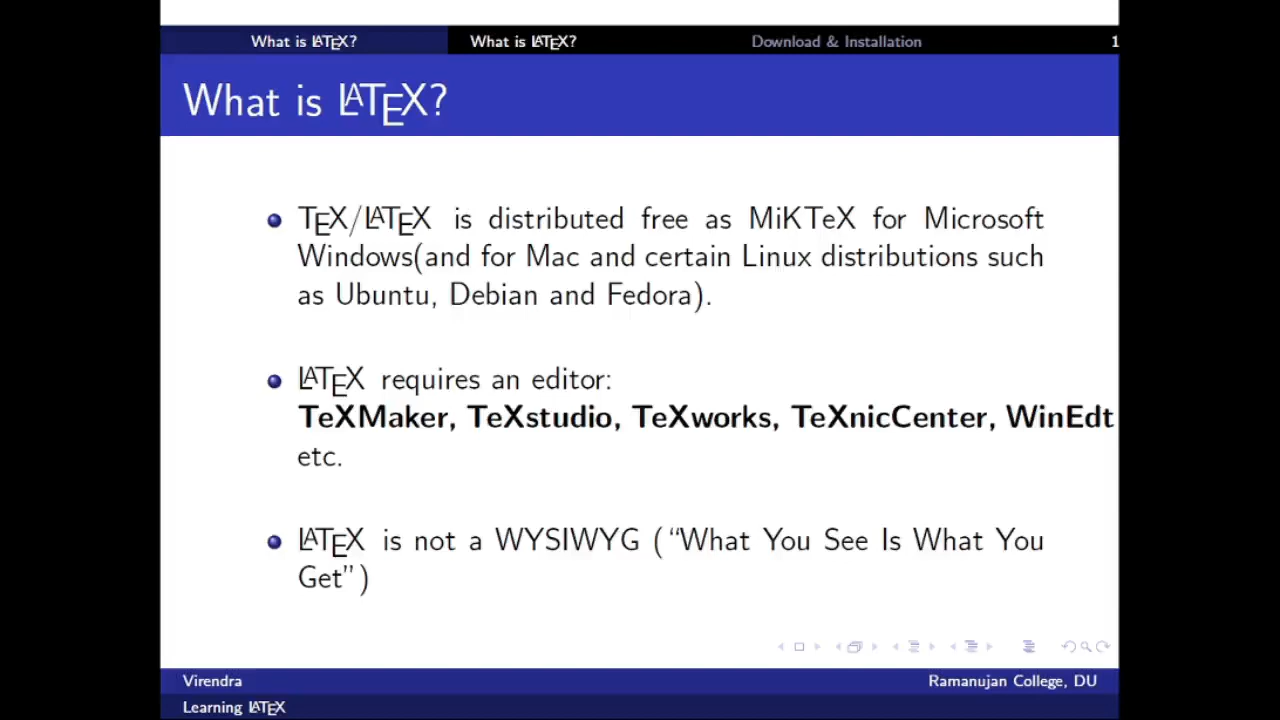 What is LATEX? What is LATEX? Download & Installation 1
What is LATEX?
TEX/LATEX is distributed free as MiKTeX for Microsoft
Windows(and for Mac and certain Linux distributions such
as Ubuntu, Debian and Fedora).
LATEX requires an editor:
TeXMaker, TeXstudio, TeXworks, TeXnicCenter, WinEdt
etc.
LATEX is not a WYSIWYG (“What You See Is What You
Get”)
Virendra Ramanujan College, DU
Learning LATEX